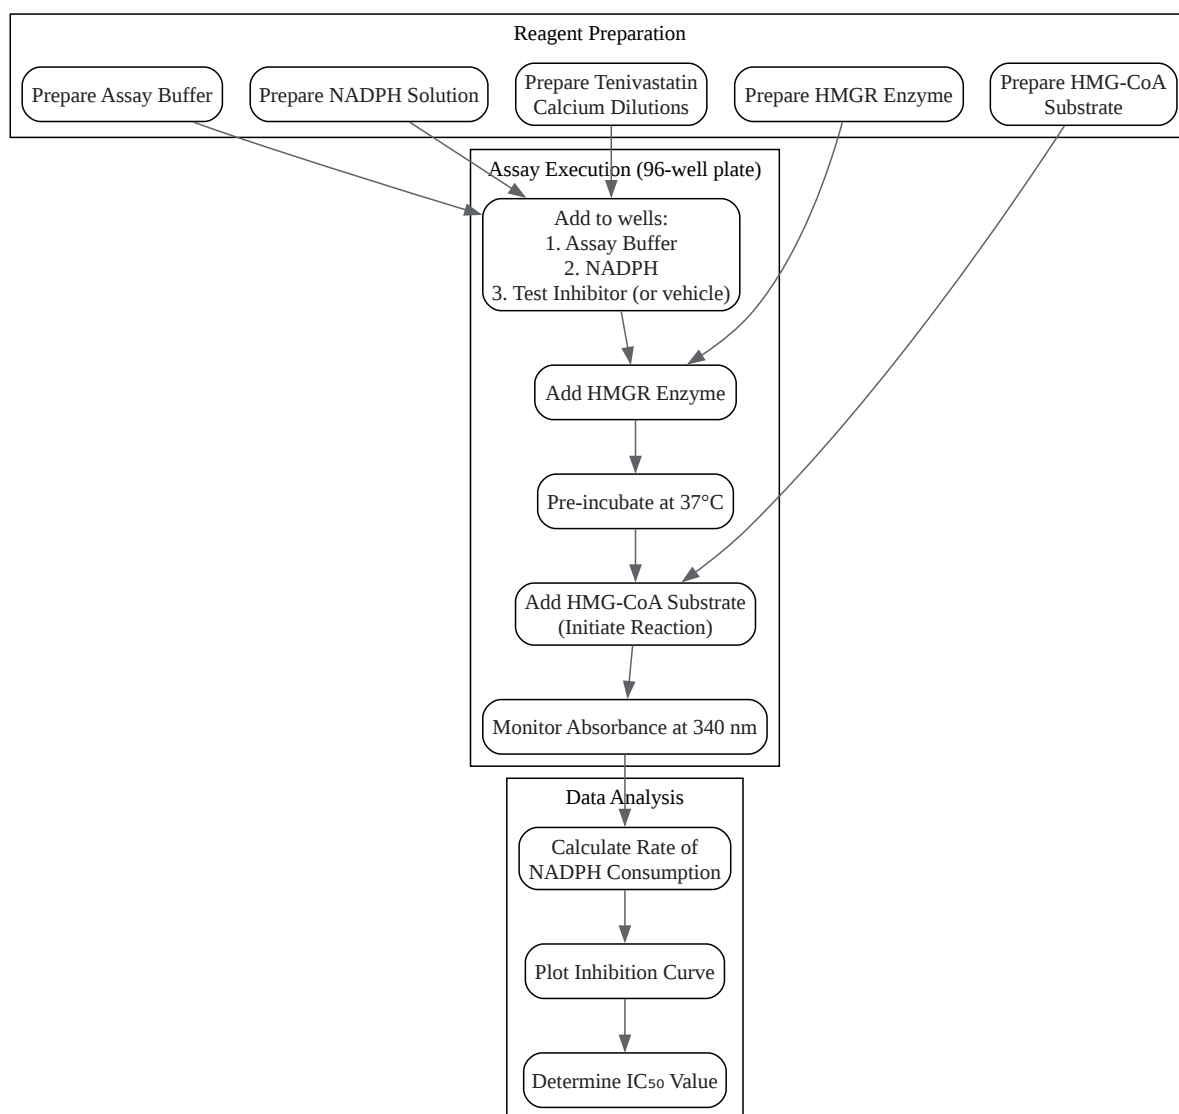 Reagent Preparation
Prepare Assay Buffer
Prepare NADPH Solution
Prepare Tenivastatin
Calcium Dilutions
Prepare HMGR Enzyme
Prepare HMG-CoA
Substrate
Assay Execution (96-well plate)
Add to wells:
1. Assay Buffer
2. NADPH
3. Test Inhibitor (or vehicle)
Add HMGR Enzyme
Pre-incubate at 37°C
Add HMG-CoA Substrate
(Initiate Reaction)
Monitor Absorbance at 340 nm
Data Analysis
Calculate Rate of
NADPH Consumption
Plot Inhibition Curve
Determine IC₅₀ Value